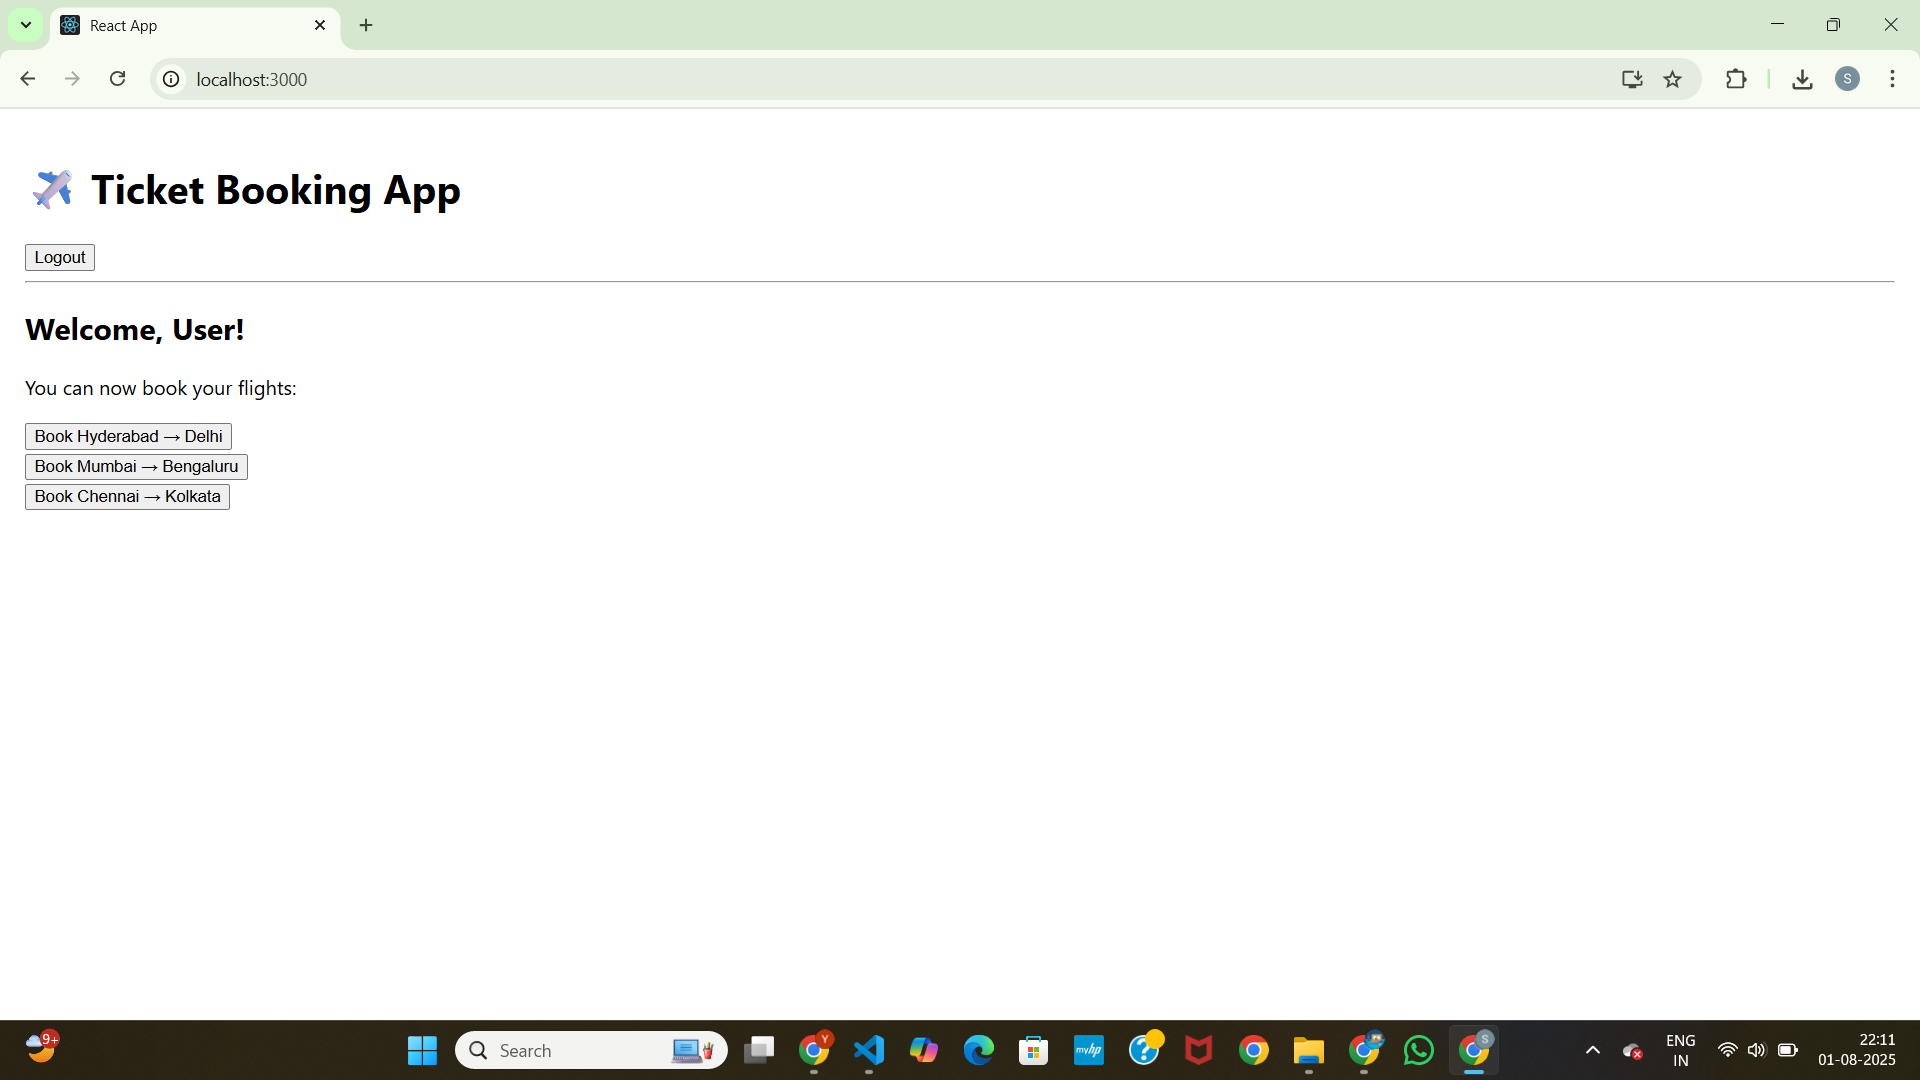 React App
localhost:3000
S
Ticket Booking App
Logout
Welcome, User!
You can now book your flights:
Book Hyderabad → Delhi
Book Mumbai → Bengaluru
Book Chennai → Kolkata
9+
Search
Y
myhp
?
S
ENG
IN
22:11
01-08-2025